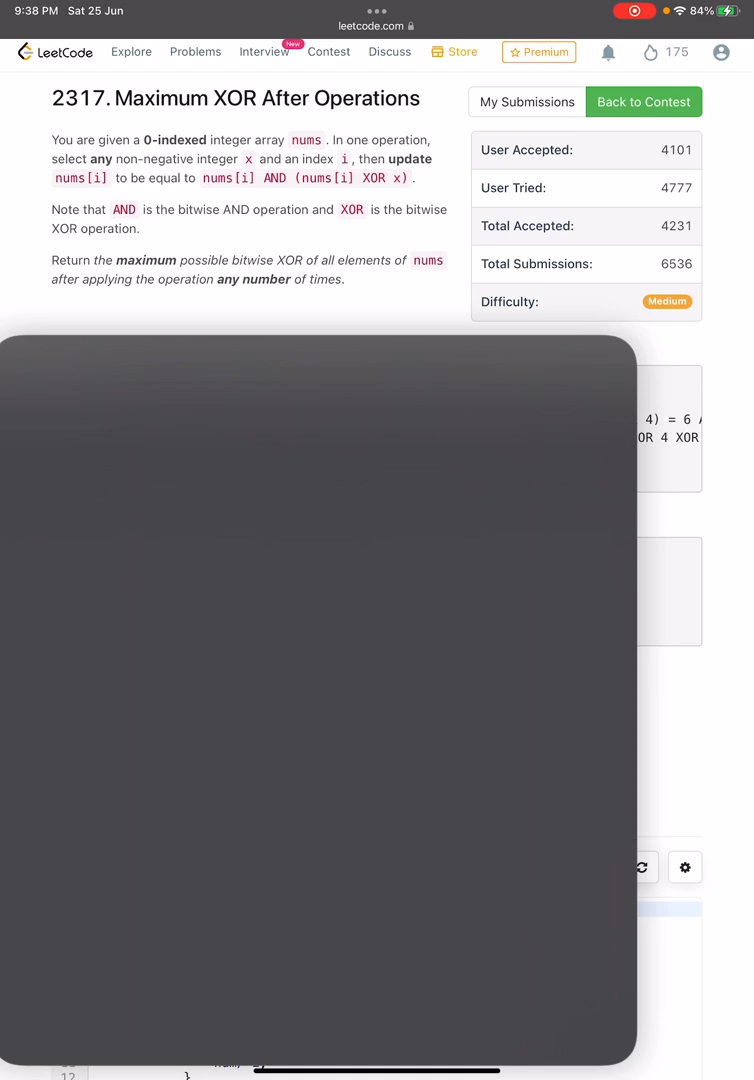 9:38 PM Sat 25 Jun
84%
leetcode.com
LeetCode Explore Problems Interview New Contest Discuss Store Premium 175
2317. Maximum XOR After Operations
My Submissions Back to Contest
You are given a 0-indexed integer array nums. In one operation,
select any non-negative integer x and an index i, then update
nums[i] to be equal to nums[i] AND (nums[i] XOR x).
Note that AND is the bitwise AND operation and XOR is the bitwise
XOR operation.
Return the maximum possible bitwise XOR of all elements of nums
after applying the operation any number of times.
User Accepted: 4101
User Tried: 4777
Total Accepted: 4231
Total Submissions: 6536
Difficulty: Medium
4) = 6
OR 4 XOR
12 }